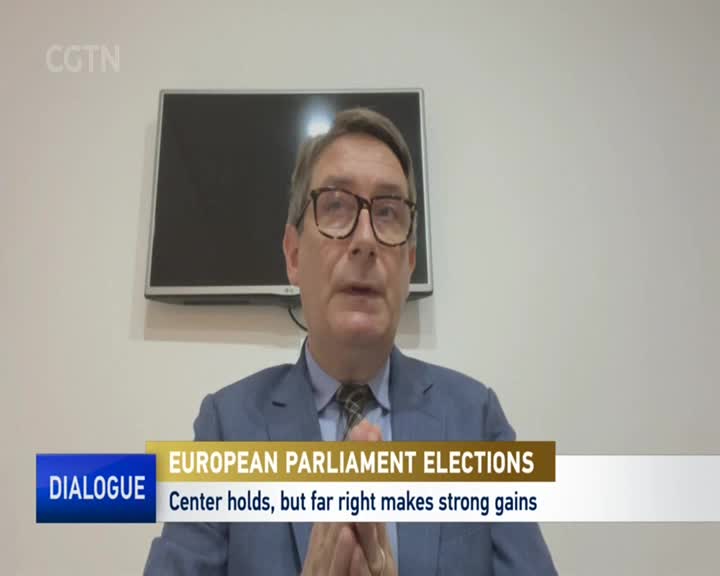 CGTN
EUROPEAN PARLIAMENT ELECTIONS
DIALOGUE
Center holds, but far right makes strong gains